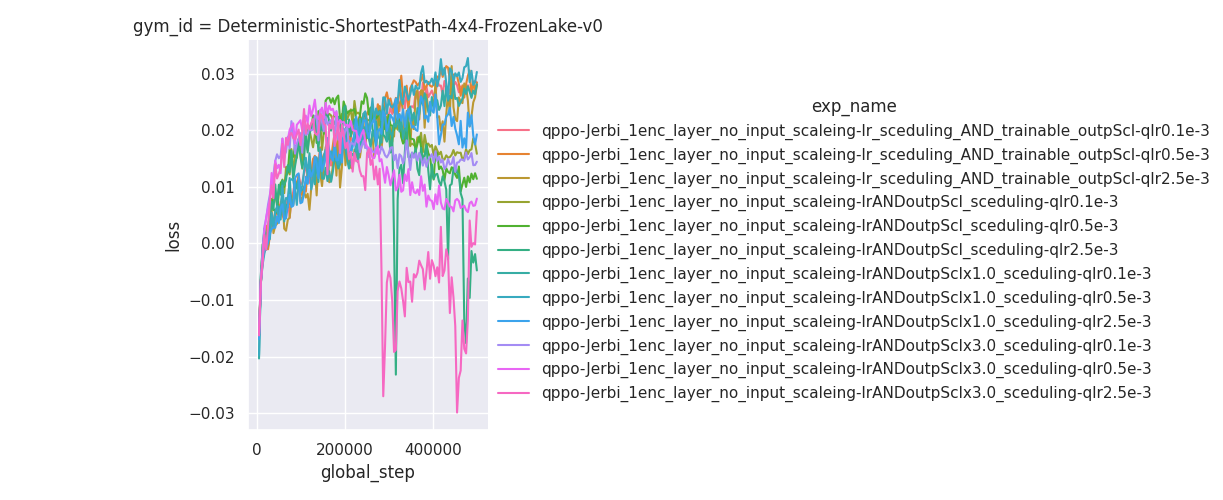 gym_id = Deterministic-ShortestPath-4x4-FrozenLake-v0
0.03
0.02
0.01
0.00
−0.01
−0.02
−0.03
loss
0
200000
400000
global_step
exp_name
qppo-Jerbi_1enc_layer_no_input_scaleing-lr_sceduling_AND_trainable_outpScl-qlr0.1e-3
qppo-Jerbi_1enc_layer_no_input_scaleing-lr_sceduling_AND_trainable_outpScl-qlr0.5e-3
qppo-Jerbi_1enc_layer_no_input_scaleing-lr_sceduling_AND_trainable_outpScl-qlr2.5e-3
qppo-Jerbi_1enc_layer_no_input_scaleing-lrANDoutpScl_sceduling-qlr0.1e-3
qppo-Jerbi_1enc_layer_no_input_scaleing-lrANDoutpScl_sceduling-qlr0.5e-3
qppo-Jerbi_1enc_layer_no_input_scaleing-lrANDoutpScl_sceduling-qlr2.5e-3
qppo-Jerbi_1enc_layer_no_input_scaleing-lrANDoutpSclx1.0_sceduling-qlr0.1e-3
qppo-Jerbi_1enc_layer_no_input_scaleing-lrANDoutpSclx1.0_sceduling-qlr0.5e-3
qppo-Jerbi_1enc_layer_no_input_scaleing-lrANDoutpSclx1.0_sceduling-qlr2.5e-3
qppo-Jerbi_1enc_layer_no_input_scaleing-lrANDoutpSclx3.0_sceduling-qlr0.1e-3
qppo-Jerbi_1enc_layer_no_input_scaleing-lrANDoutpSclx3.0_sceduling-qlr0.5e-3
qppo-Jerbi_1enc_layer_no_input_scaleing-lrANDoutpSclx3.0_sceduling-qlr2.5e-3